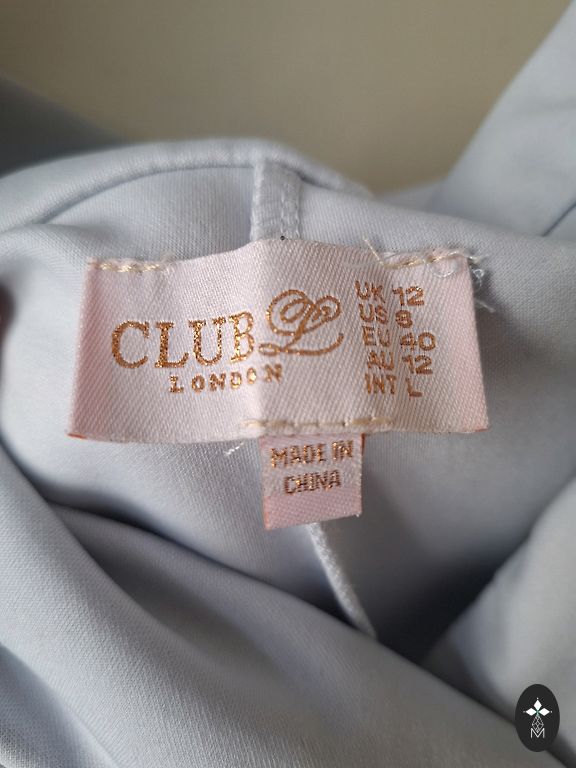 CLUB L
LONDON
UK 12
US 8
EU 40
AU 12
INT L
MADE IN
CHINA
M